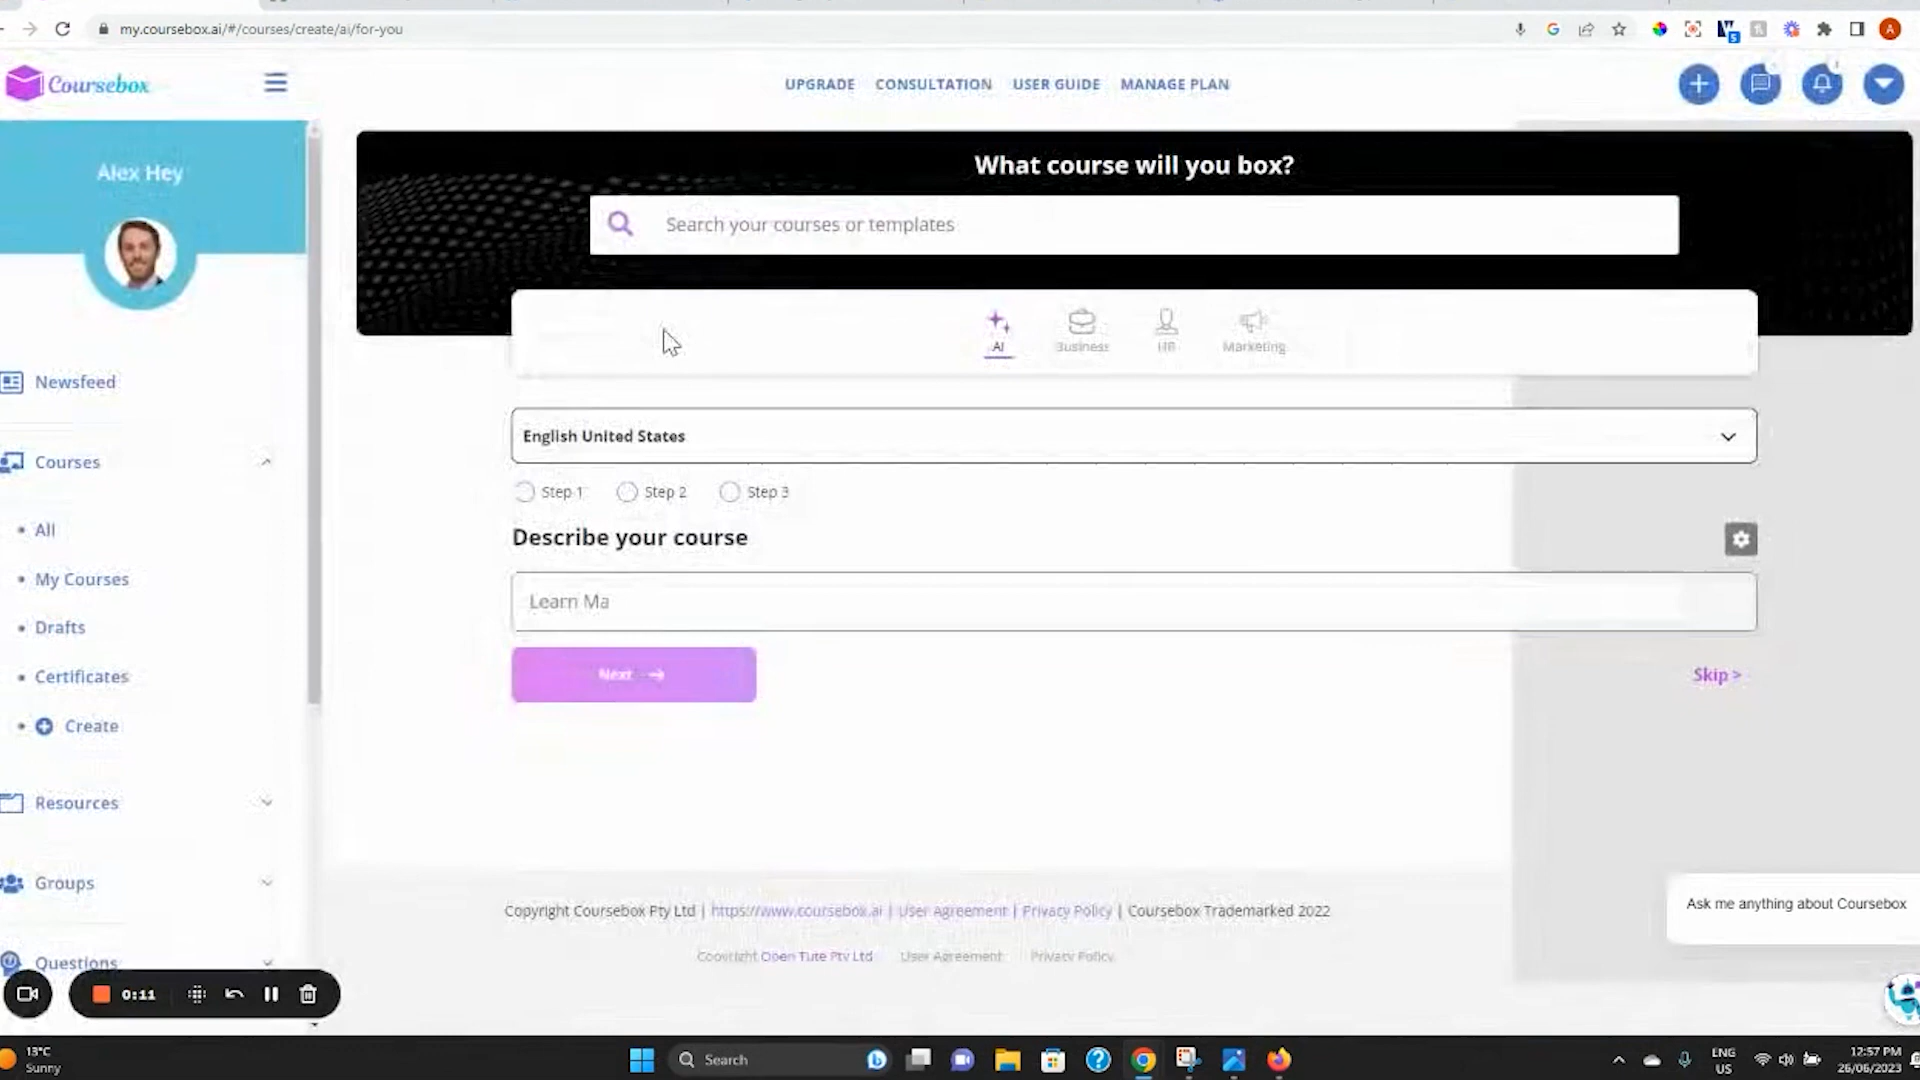 my.coursebox.ai/#/courses/create/ai/for-you
Coursebox
UPGRADE CONSULTATION USER GUIDE MANAGE PLAN
Alex Hey
What course will you box?
Search your courses or templates
AI Business HR Marketing
English United States
Step 1 Step 2 Step 3
Describe your course
Learn Ma
Next
Skip >
Newsfeed
Courses
All
My Courses
Drafts
Certificates
Create
Resources
Groups
Questions
Copyright Coursebox Pty Ltd | https://www.coursebox.ai | User Agreement | Privacy Policy | Coursebox Trademarked 2022
Copyright Open Tute Pty Ltd User Agreement Privacy Policy
Ask me anything about Coursebox
0:11
13°C
Sunny
Search
ENG
US
12:57 PM
26/06/2023